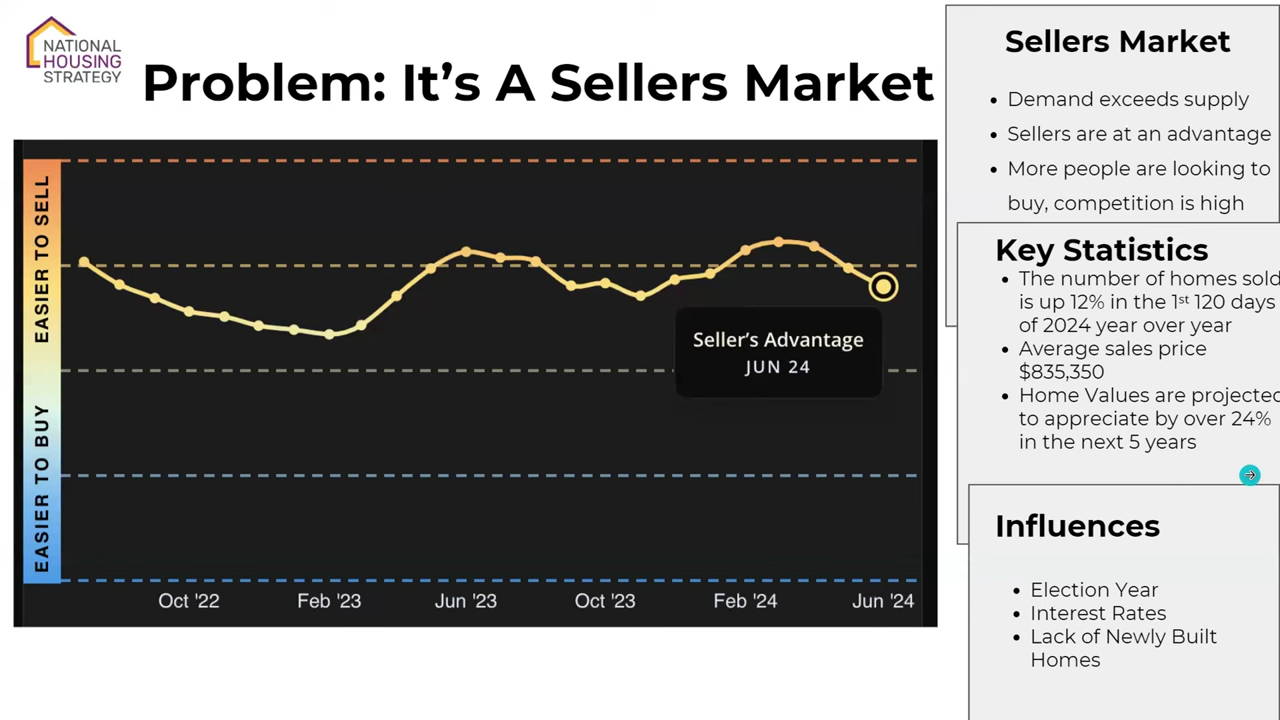 NATIONAL
HOUSING
STRATEGY
Problem: It's A Sellers Market
EASIER TO SELL
EASIER TO BUY
Seller's Advantage
JUN 24
Oct '22
Feb '23
Jun '23
Oct '23
Feb '24
Jun '24
Sellers Market
• Demand exceeds supply
• Sellers are at an advantage
• More people are looking to
buy, competition is high
Key Statistics
• The number of homes sold
is up 12% in the 1st 120 days
of 2024 year over year
• Average sales price
$835,350
• Home Values are projected
to appreciate by over 24%
in the next 5 years
Influences
• Election Year
• Interest Rates
• Lack of Newly Built
Homes